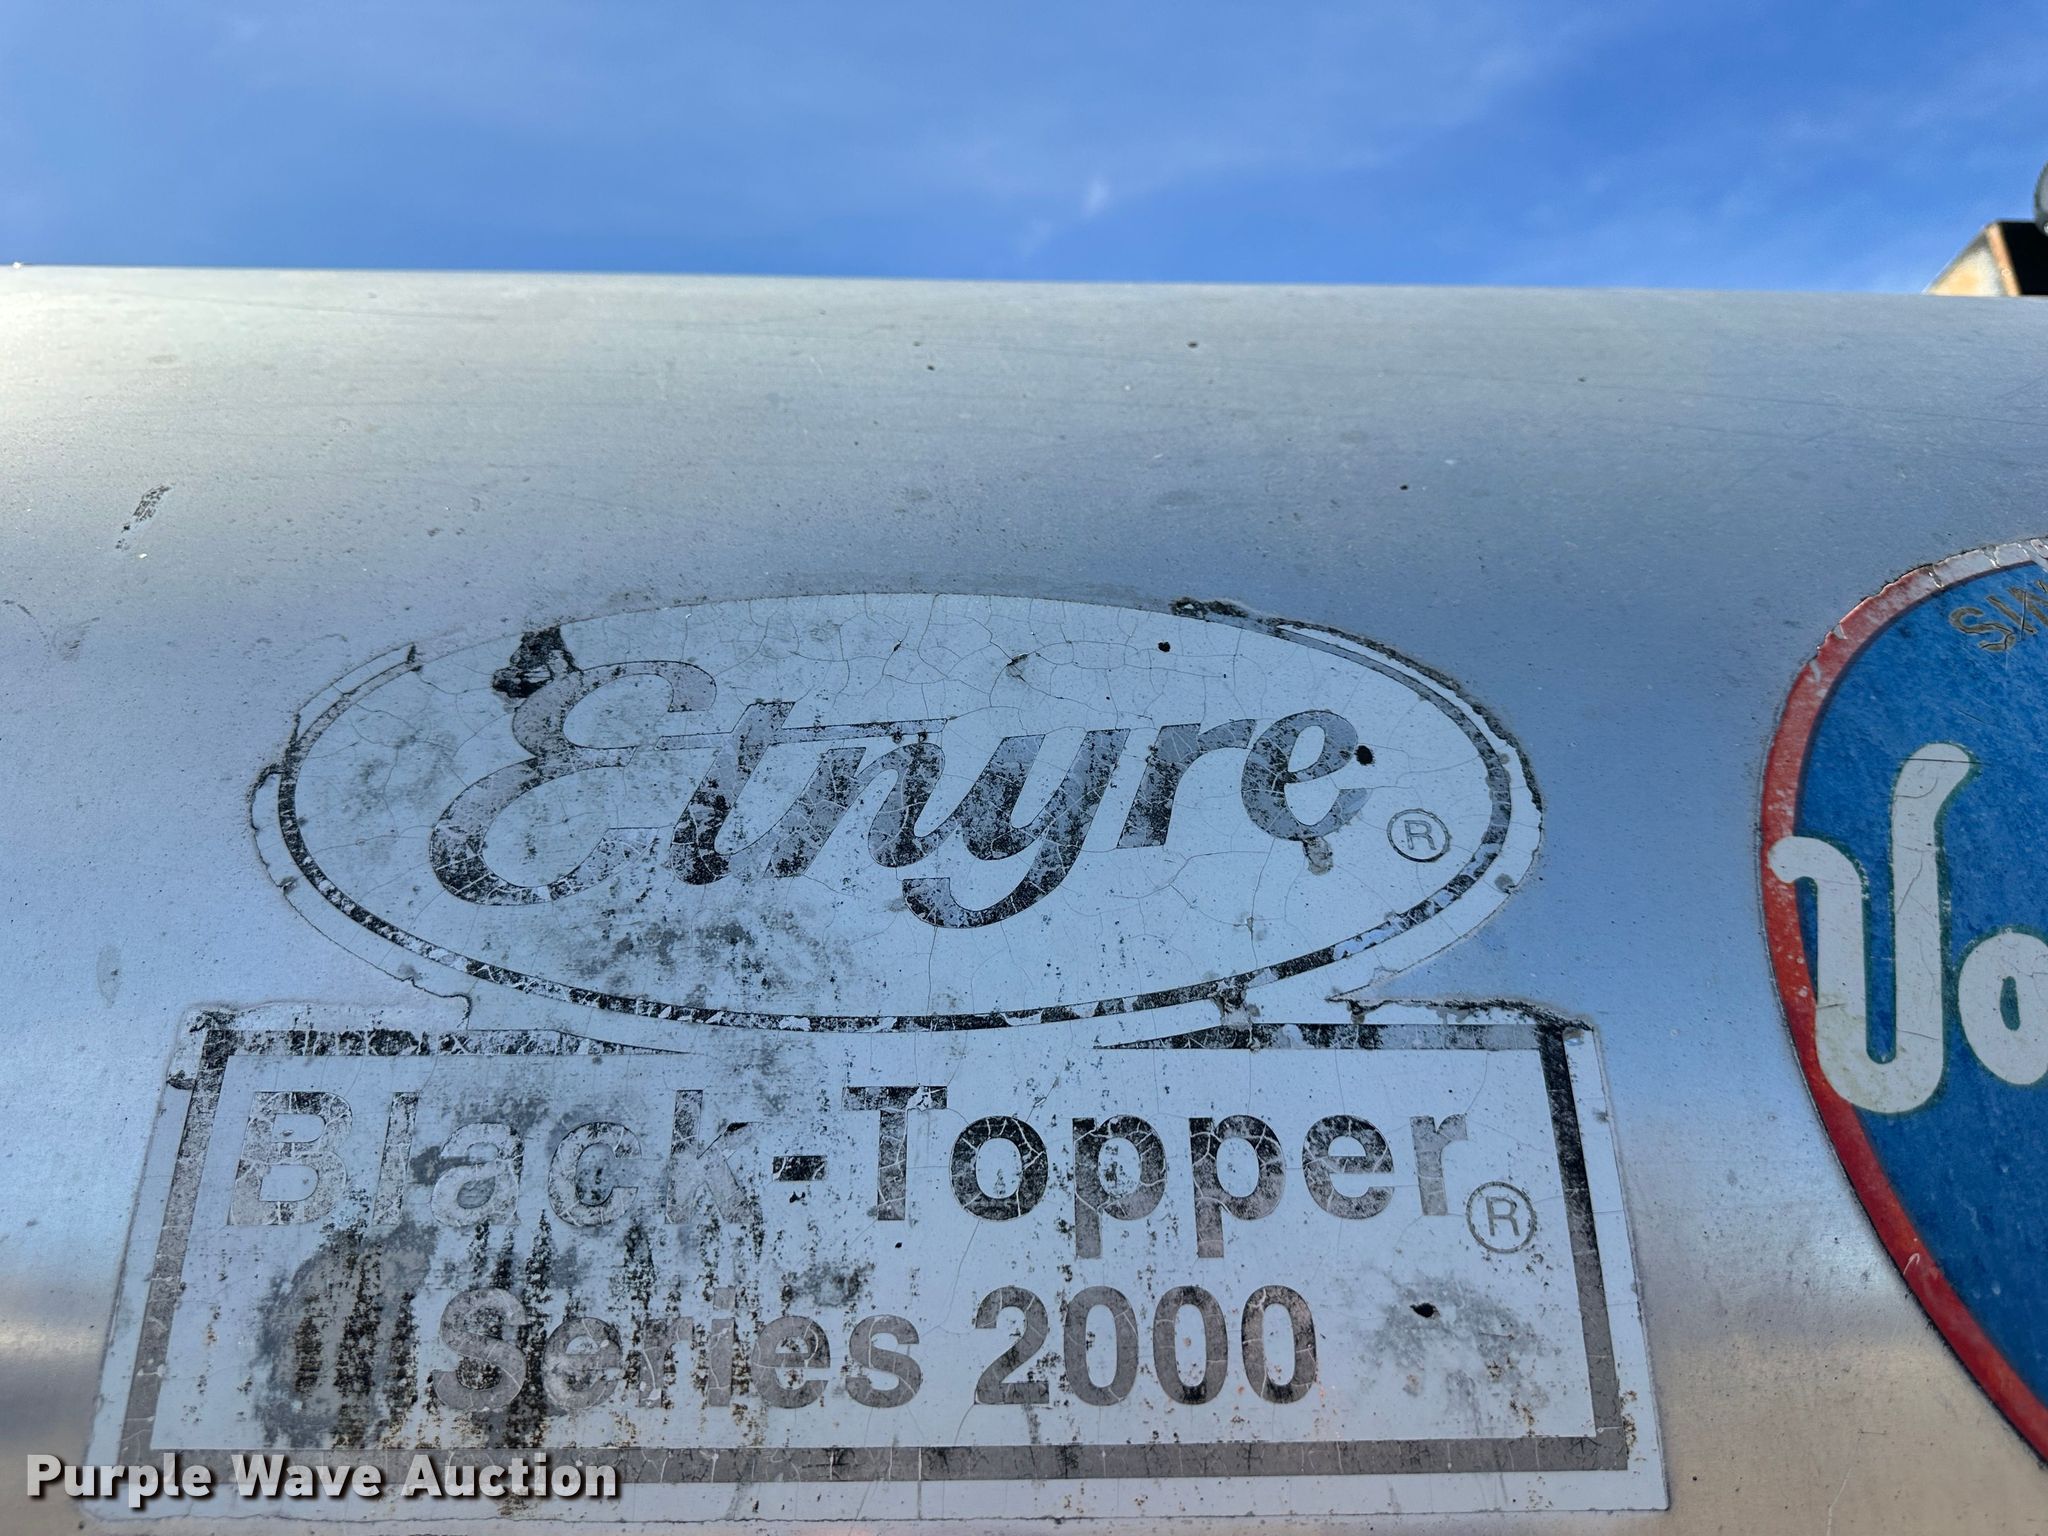 Etnyre ®
Black-Topper ®
Series 2000
Purple Wave Auction